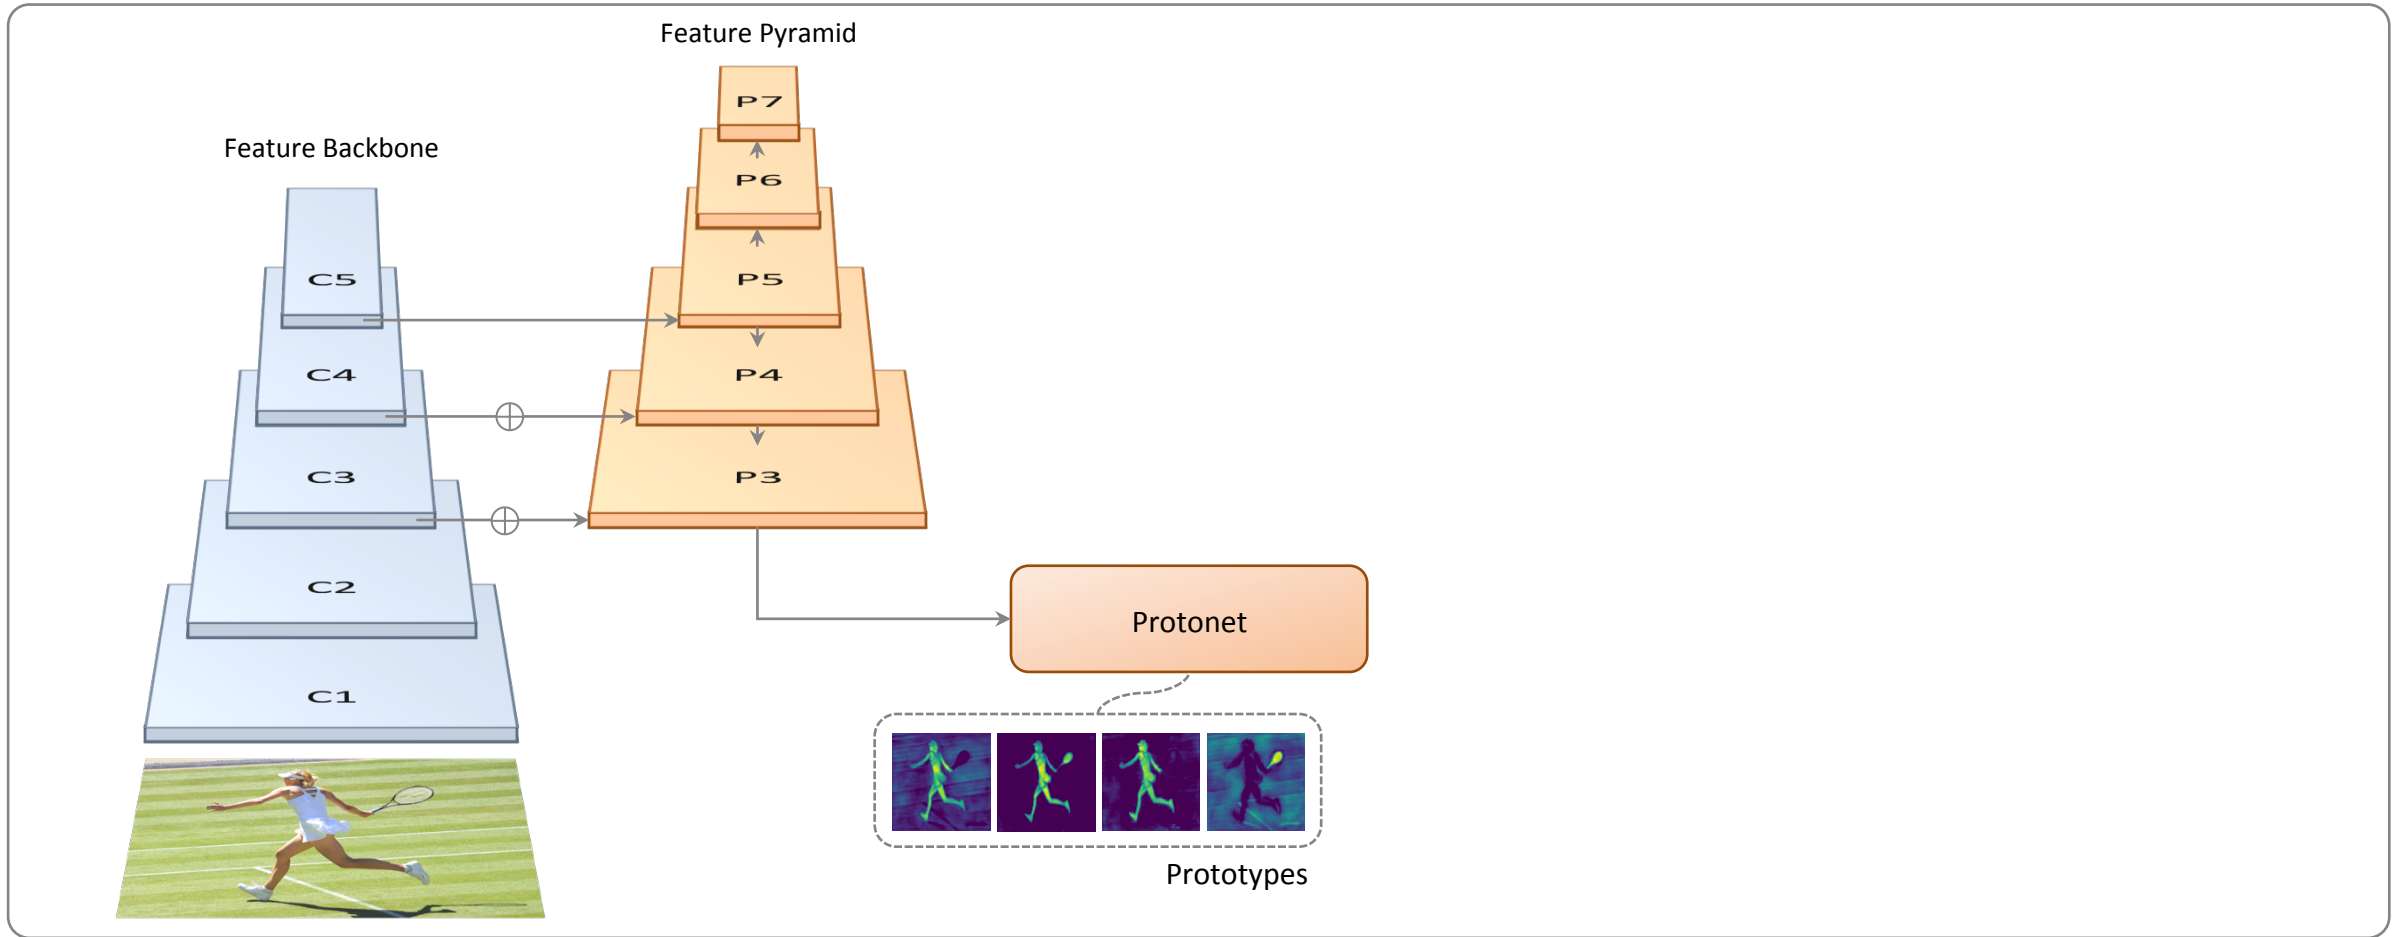 Feature Pyramid
P7
Feature Backbone
P6
C5
P5
C4
P4
C3
P3
C2
Protonet
C1
Prototypes